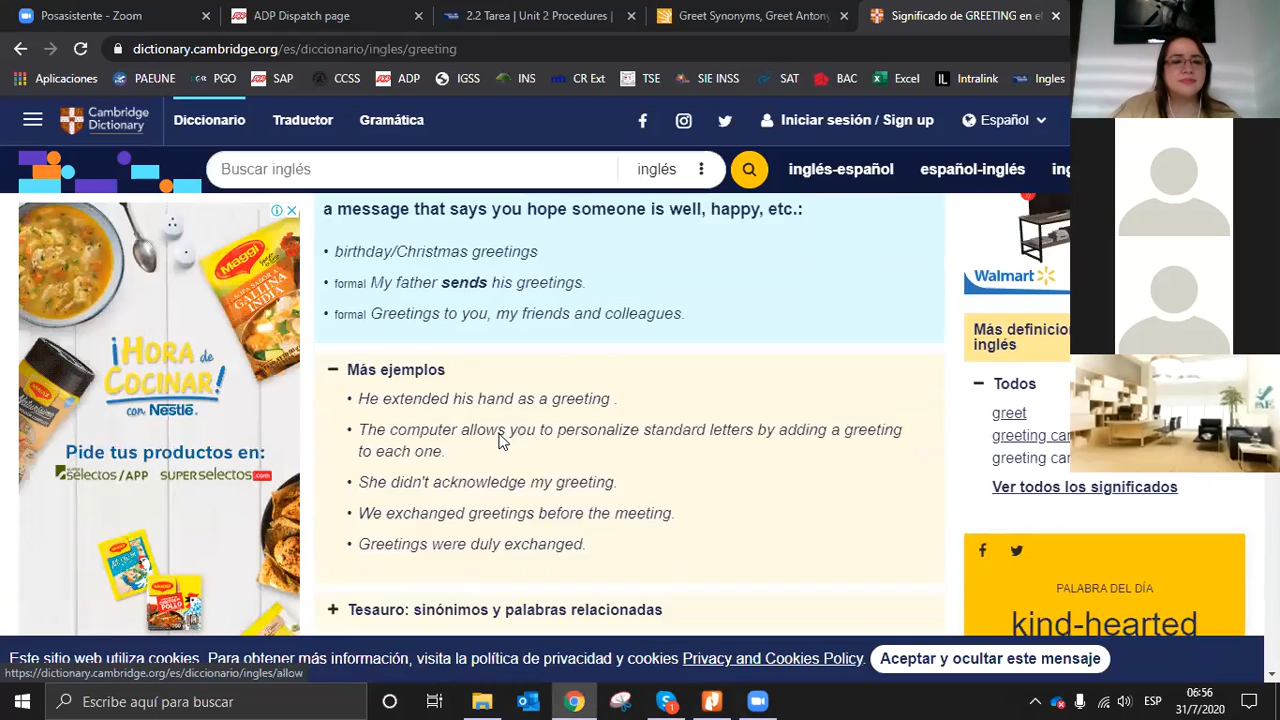 Posasistente - Zoom
ADP Dispatch page
2.2 Tarea | Unit 2 Procedures |
Greet Synonyms, Greet Antony
Significado de GREETING en el
dictionary.cambridge.org/es/diccionario/ingles/greeting
Aplicaciones PAEUNE PGO SAP CCSS ADP IGSS INS CR Ext TSE SIE INSS SAT BAC Excel Intralink Ingles
Cambridge Dictionary
Diccionario Traductor Gramática
Iniciar sesión / Sign up
Español
Buscar inglés
inglés
inglés-español
español-inglés
a message that says you hope someone is well, happy, etc.:
• birthday/Christmas greetings
• formal My father sends his greetings.
• formal Greetings to you, my friends and colleagues.
Más ejemplos
• He extended his hand as a greeting .
• The computer allows you to personalize standard letters by adding a greeting
to each one.
• She didn't acknowledge my greeting.
• We exchanged greetings before the meeting.
• Greetings were duly exchanged.
+ Tesauro: sinónimos y palabras relacionadas
¡HORA de
COCINAR!
con Nestlé
Pide tus productos en:
selectos/APP SUPERSELECTOS.com
Maggi
GALLINA
INDIA
Walmart
Más definicio
inglés
Todos
greet
greeting car
greeting car
Ver todos los significados
PALABRA DEL DÍA
kind-hearted
Este sitio web utiliza cookies. Para obtener más información, visita la política de privacidad y cookies Privacy and Cookies Policy.
Aceptar y ocultar este mensaje
https://dictionary.cambridge.org/es/diccionario/ingles/allow
Escribe aquí para buscar
ESP
06:56
31/7/2020